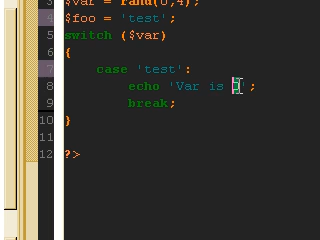 3 $var = rand(0,4);
4 $foo = 'test';
5 switch ($var)
6 {
7 case 'test':
8 echo 'Var is ';
9 break;
10 }
11
12 ?>